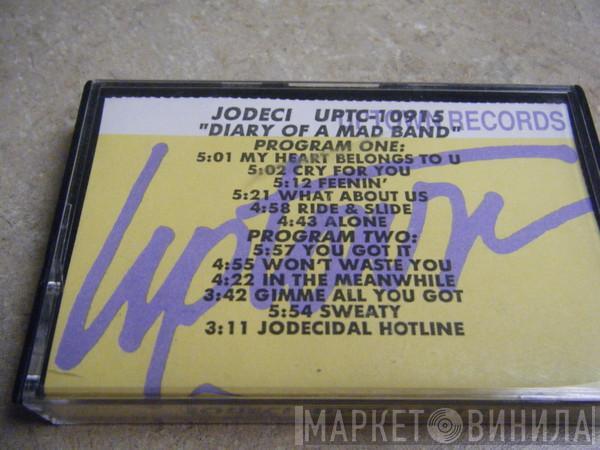 JODECI UPTC-10915
UPTOWN RECORDS
"DIARY OF A MAD BAND"
PROGRAM ONE:
5:01 MY HEART BELONGS TO U
5:02 CRY FOR YOU
5:12 FEENIN'
5:21 WHAT ABOUT US
4:58 RIDE & SLIDE
4:43 ALONE
PROGRAM TWO:
5:57 YOU GOT IT
4:55 WON'T WASTE YOU
4:22 IN THE MEANWHILE
3:42 GIMME ALL YOU GOT
5:54 SWEATY
3:11 JODECIDAL HOTLINE
uptown
МАРКЕТ ВИНИЛА